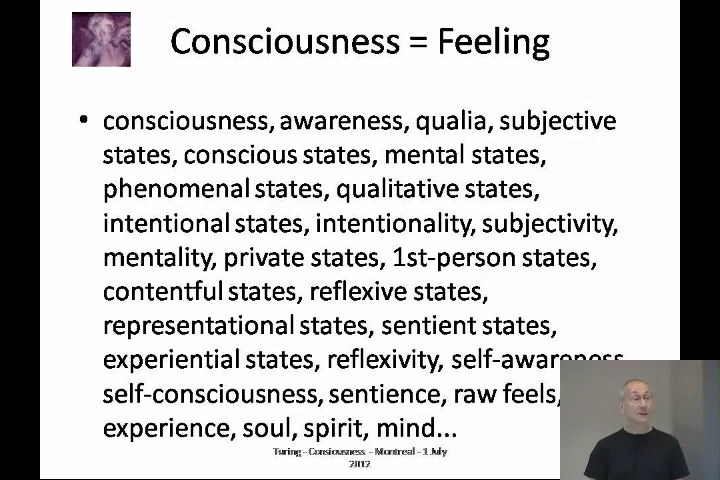 Consciousness = Feeling
• consciousness, awareness, qualia, subjective
states, conscious states, mental states,
phenomenal states, qualitative states,
intentional states, intentionality, subjectivity,
mentality, private states, 1st-person states,
contentful states, reflexive states,
representational states, sentient states,
experiential states, reflexivity, self-awareness
self-consciousness, sentience, raw feels,
experience, soul, spirit, mind...
Turing - Consiousness - Montreal - 1 July
2012